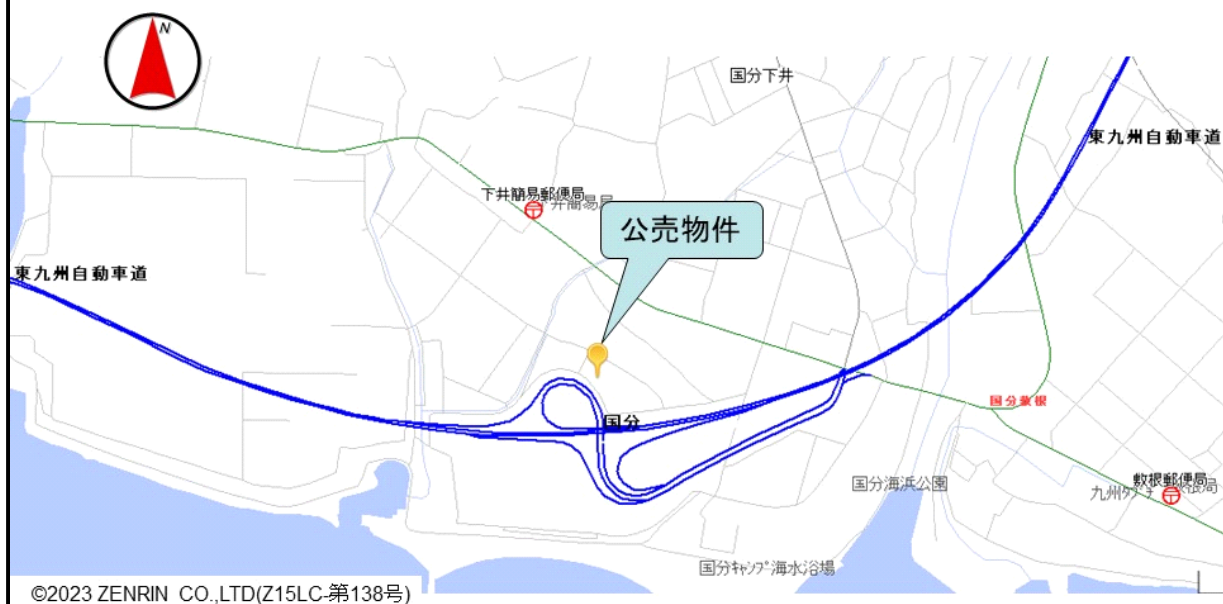 N
国分下井
東九州自動車道
下井簡易郵便局
公売物件
東九州自動車道
国分敷根
国分
国分海浜公園
敷根郵便局
国分キャンプ海水浴場
©2023 ZENRIN CO.,LTD(Z15LC-第138号)